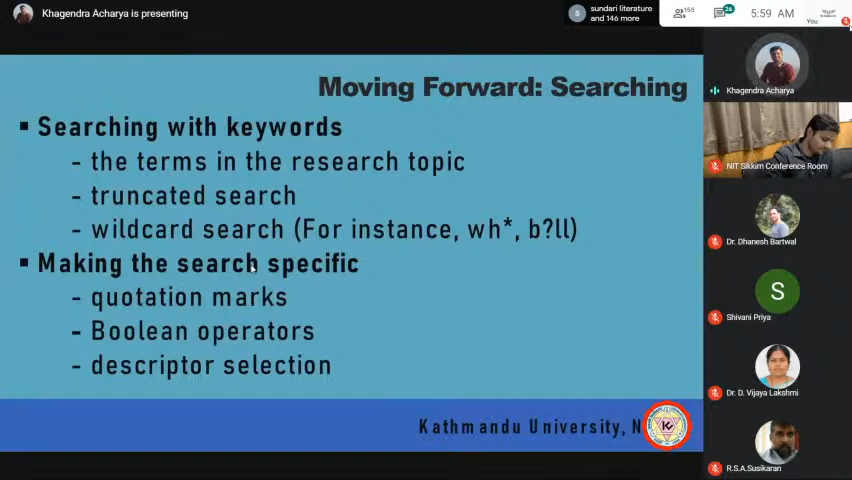 Khagendra Acharya is presenting
S
sundari literature
and 146 more
155
26
5:59 AM
You
Moving Forward: Searching
▪ Searching with keywords
- the terms in the research topic
- truncated search
- wildcard search (For instance, wh*, b?ll)
▪ Making the search specific
- quotation marks
- Boolean operators
- descriptor selection
Kathmandu University, N
Khagendra Acharya
NIT Sikkim Conference Room
Dr. Dhanesh Bartwal
S
Shivani Priya
Dr. D. Vijaya Lakshmi
R.S.A.Susikaran